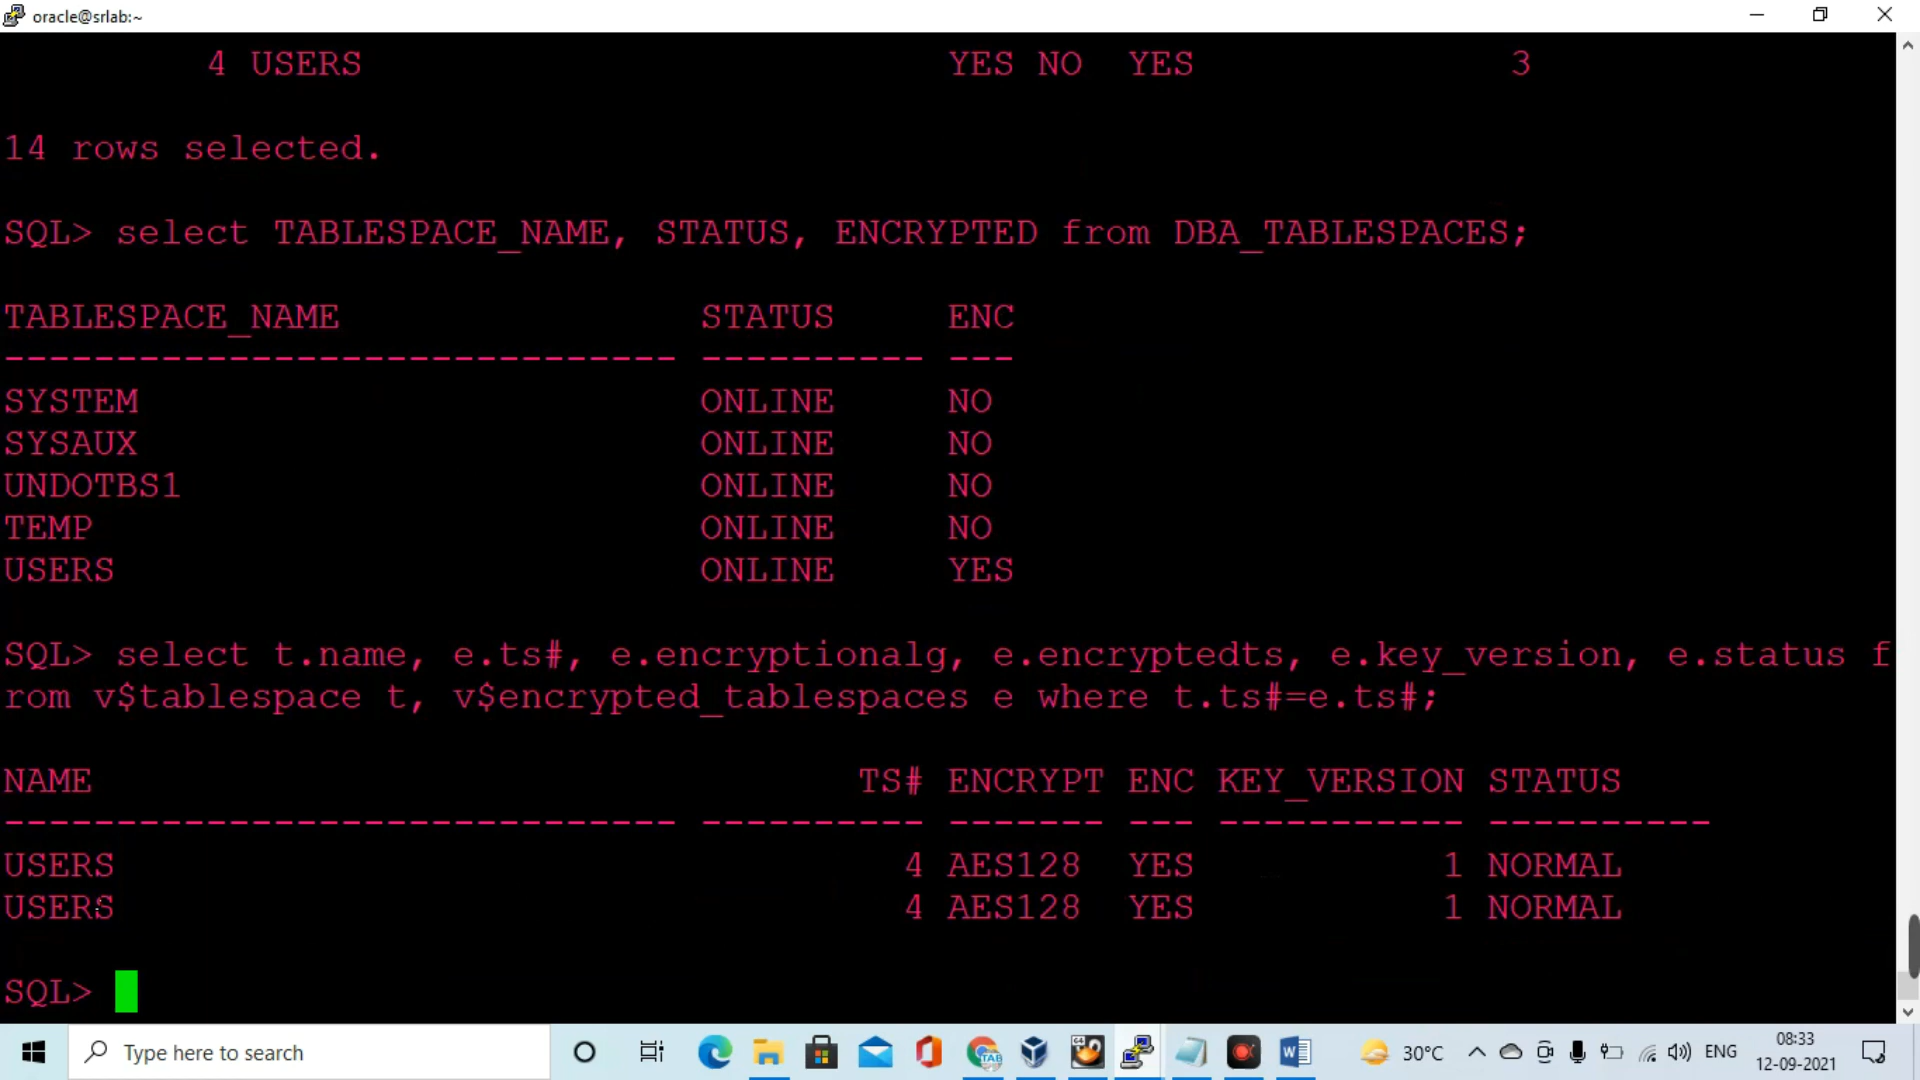 oracle@srlab:~
4 USERS YES NO YES 3
14 rows selected.
SQL> select TABLESPACE_NAME, STATUS, ENCRYPTED from DBA_TABLESPACES;
TABLESPACE_NAME STATUS ENC
------------------------------ ---------- ---
SYSTEM ONLINE NO
SYSAUX ONLINE NO
UNDOTBS1 ONLINE NO
TEMP ONLINE NO
USERS ONLINE YES
SQL> select t.name, e.ts#, e.encryptionalg, e.encryptedts, e.key_version, e.status f
rom v$tablespace t, v$encrypted_tablespaces e where t.ts#=e.ts#;
NAME TS# ENCRYPT ENC KEY_VERSION STATUS
------------------------------ ---------- ------- --- ----------- ----------
USERS 4 AES128 YES 1 NORMAL
USERS 4 AES128 YES 1 NORMAL
SQL>
Type here to search
TAB
64
30°C
ENG
08:33
12-09-2021